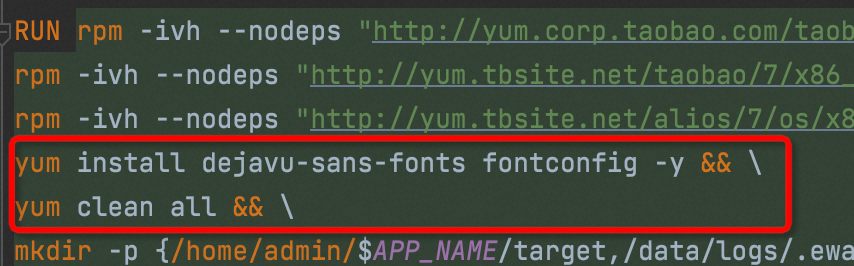 RUN rpm -ivh --nodeps "http://yum.corp.taobao.com/taob
rpm -ivh --nodeps "http://yum.tbsite.net/taobao/7/x86_
rpm -ivh --nodeps "http://yum.tbsite.net/alios/7/os/x8
yum install dejavu-sans-fonts fontconfig -y && \
yum clean all && \
mkdir -p {/home/admin/$APP_NAME/target,/data/logs/.ewa